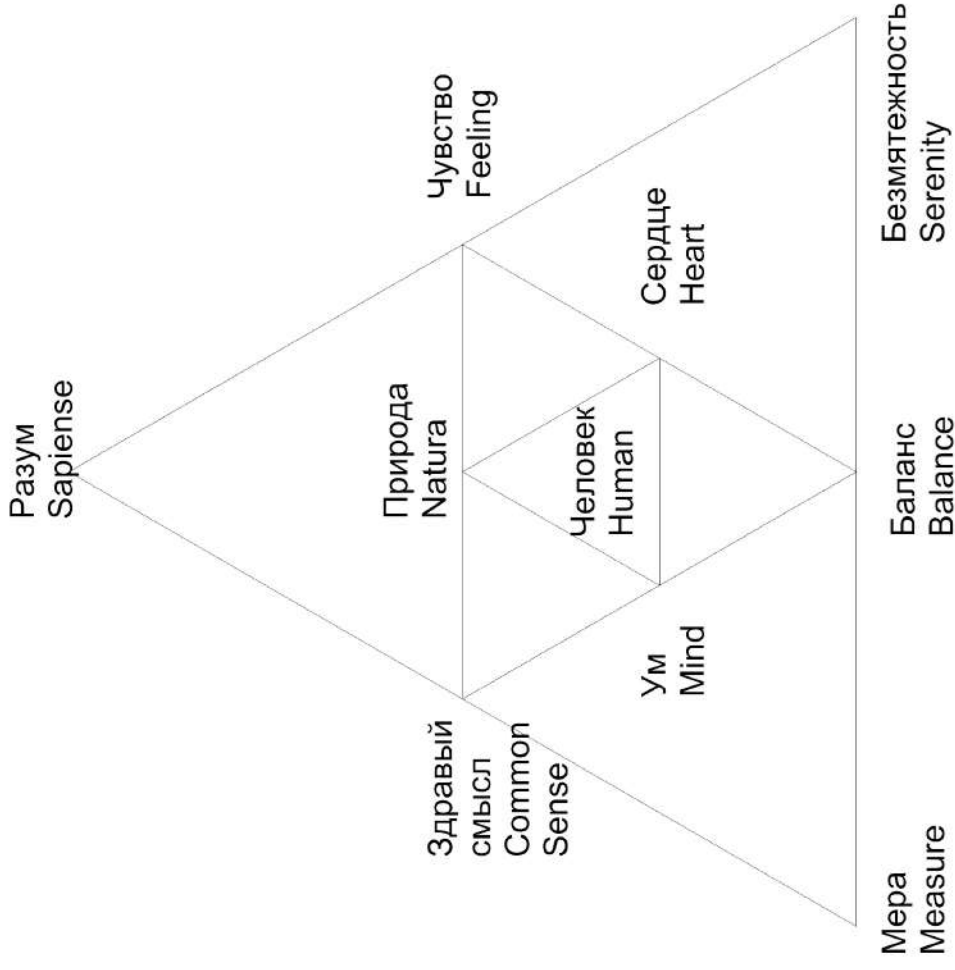 Разум
Sapiense
Здравый
смысл
Common
Sense
Природа
Natura
Чувство
Feeling
Ум
Mind
Человек
Human
Сердце
Heart
Мера
Measure
Баланс
Balance
Безмятежность
Serenity